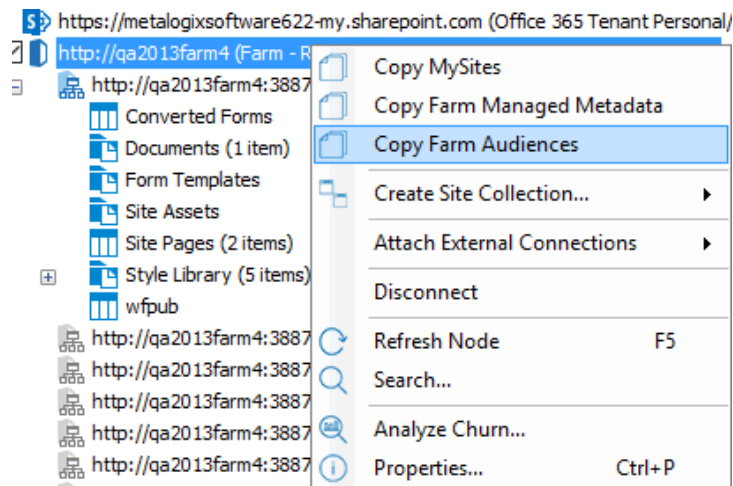 https://metalogixsoftware622-my.sharepoint.com (Office 365 Tenant Personal/
http://qa2013farm4 (Farm - R
http://qa2013farm4:3887
Converted Forms
Documents (1 item)
Form Templates
Site Assets
Site Pages (2 items)
Style Library (5 items)
wfpub
http://qa2013farm4:3887
http://qa2013farm4:3887
http://qa2013farm4:3887
http://qa2013farm4:3887
http://qa2013farm4:3887
Copy MySites
Copy Farm Managed Metadata
Copy Farm Audiences
Create Site Collection...
Attach External Connections
Disconnect
Refresh Node F5
Search...
Analyze Churn...
Properties... Ctrl+P